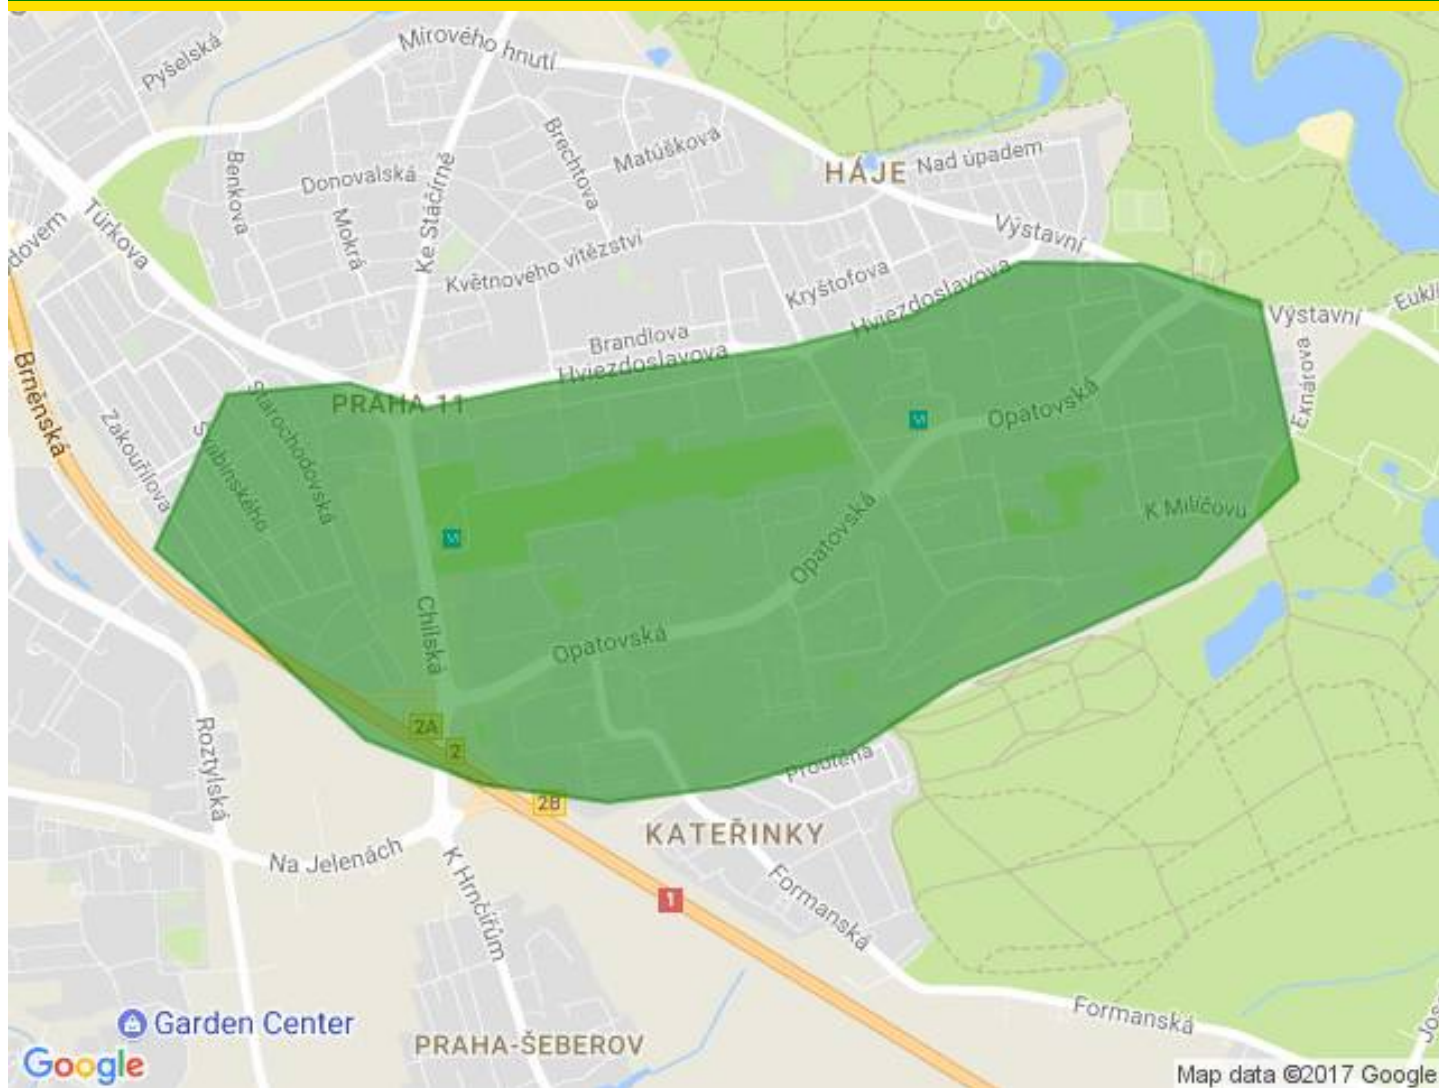 Pyšelská
Mírového hnutí
Benkova
Donovalská
Mokrá
Ke Stáčírně
Brechtova
Matúškova
HÁJE
Nad úpadem
Výstavní
Türkova
dovem
Květnového vítězství
Kryštofova
Hviezdoslavova
Brandlova
Hviezdoslavova
Výstavní
Eukli
Exnárova
Brněnská
PRAHA 11
Starochodovská
Zakouřilova
Opatovská
K Milíčovu
Opatovská
Chilská
Opatovská
2A
2
2B
Roztylská
KATEŘINKY
Na Jelenách
K Hrnčířům
1
Formanská
Formanská
Garden Center
PRAHA-ŠEBEROV
Google
Map data ©2017 Google